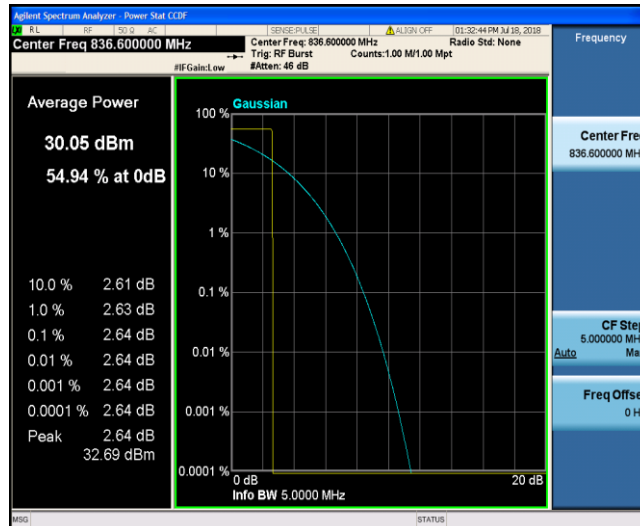 Agilent Spectrum Analyzer - Power Stat CCDF
RL RF 50 Ω AC SENSE:PULSE ALIGN OFF 01:32:44 PM Jul 18, 2018
Center Freq 836.600000 MHz
Center Freq: 836.600000 MHz Radio Std: None
Trig: RF Burst Counts:1.00 M/1.00 Mpt
#IFGain:Low #Atten: 46 dB
Frequency
Average Power
30.05 dBm
54.94 % at 0dB
10.0 % 2.61 dB
1.0 % 2.63 dB
0.1 % 2.64 dB
0.01 % 2.64 dB
0.001 % 2.64 dB
0.0001 % 2.64 dB
Peak 2.64 dB
32.69 dBm
Gaussian
100 %
10 %
1 %
0.1 %
0.01 %
0.001 %
0.0001 %
0 dB 20 dB
Info BW 5.0000 MHz
Center Fre
836.600000 MH
CF Step
5.000000 MH
Auto Ma
Freq Offse
0 H
MSG STATUS